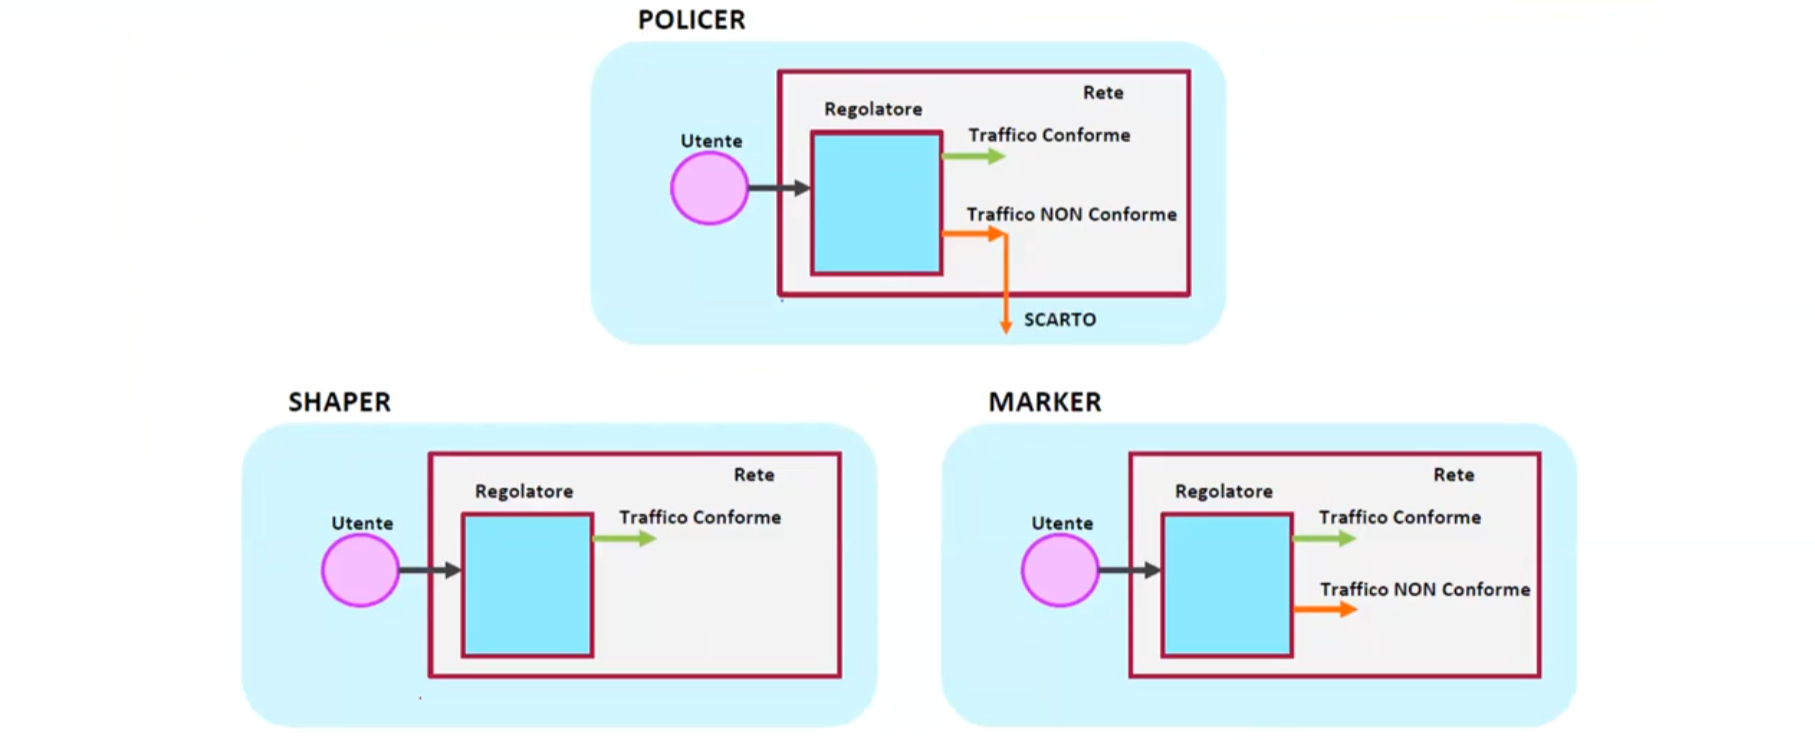 POLICER
Rete
Regolatore
Utente
Traffico Conforme
Traffico NON Conforme
SCARTO
SHAPER
Rete
Regolatore
Utente
Traffico Conforme
MARKER
Rete
Regolatore
Utente
Traffico Conforme
Traffico NON Conforme